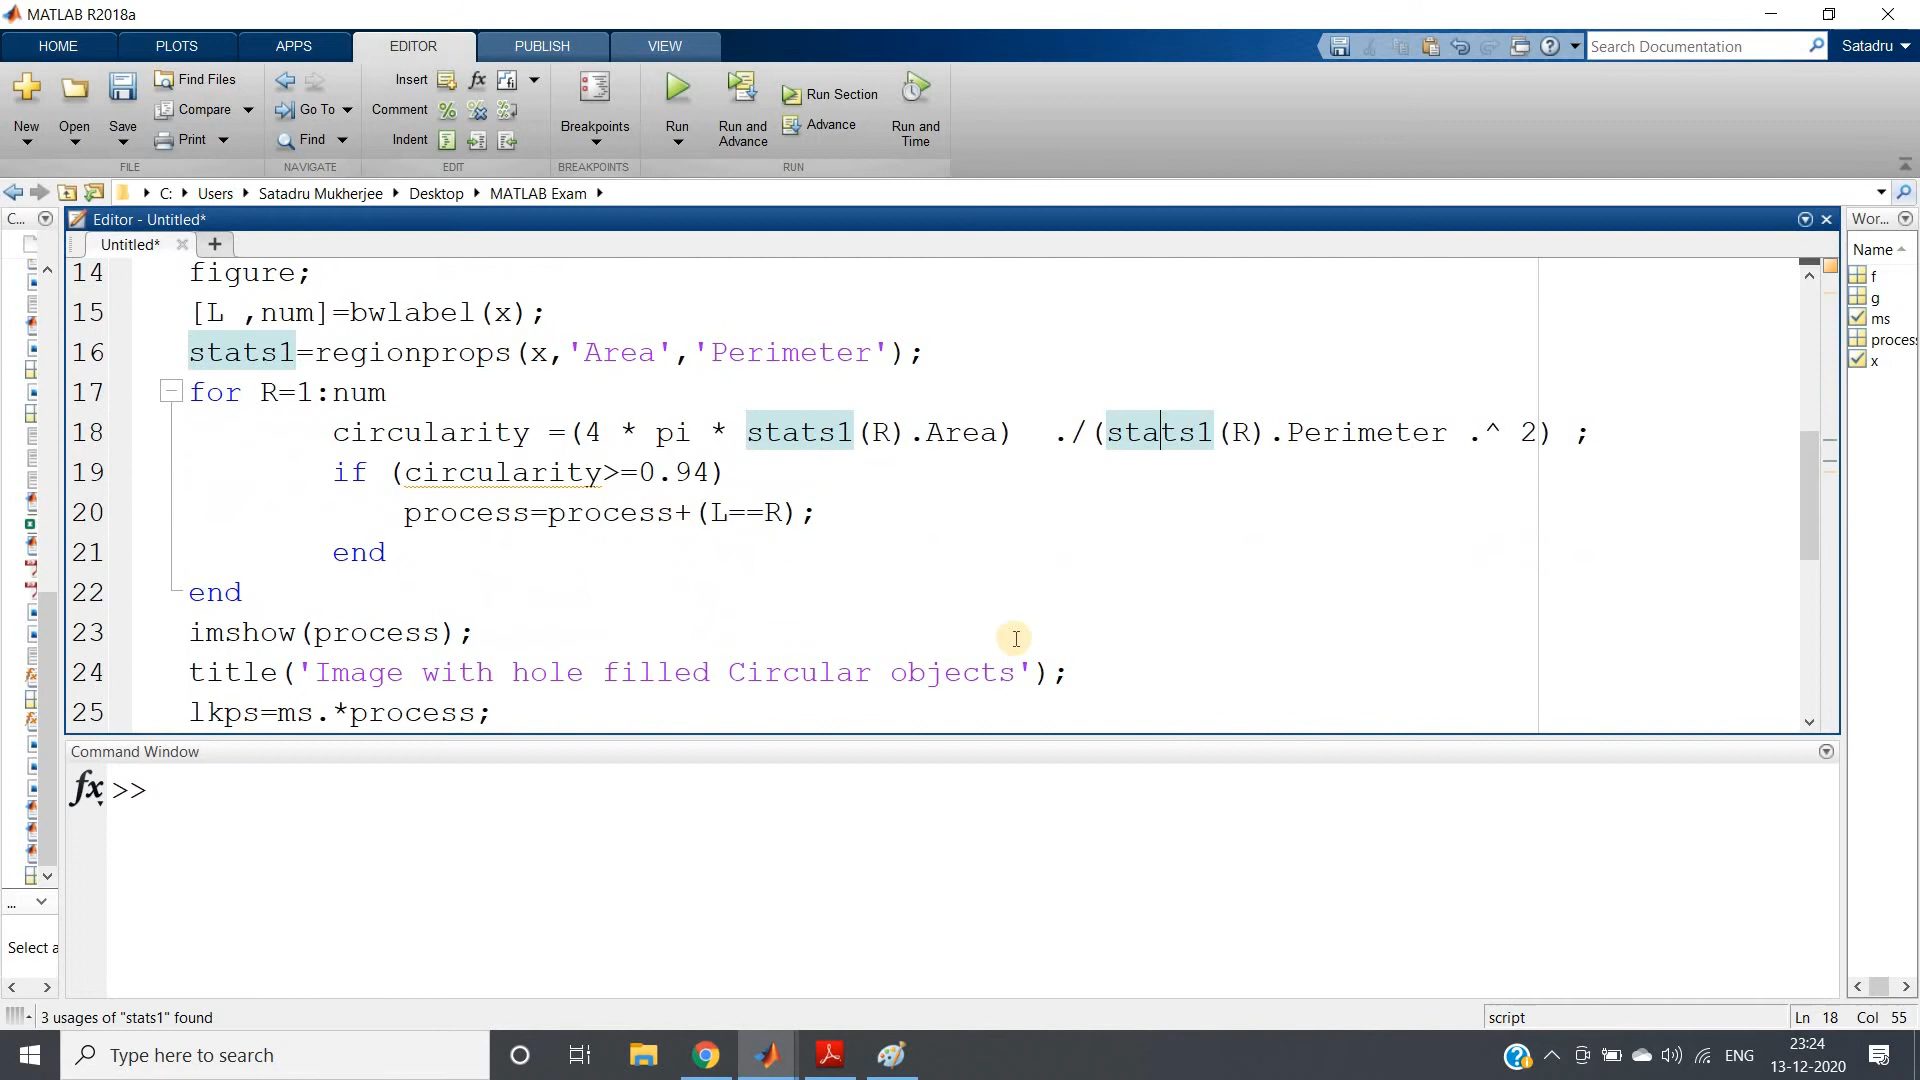 MATLAB R2018a
HOME PLOTS APPS EDITOR PUBLISH VIEW Search Documentation Satadru
Find Files Insert fx
Compare Go To Comment Run Section
Print Find Indent Advance
New Open Save Breakpoints Run Run and Advance Run and Time
FILE NAVIGATE EDIT BREAKPOINTS RUN
C: Users Satadru Mukherjee Desktop MATLAB Exam
C... Editor - Untitled* Wor...
Untitled* + Name
14 figure;
15 [L ,num]=bwlabel(x);
16 stats1=regionprops(x,'Area','Perimeter');
17 for R=1:num
18 circularity =(4 * pi * stats1(R).Area) ./(stats1(R).Perimeter .^ 2) ;
19 if (circularity>=0.94)
20 process=process+(L==R);
21 end
22 end
23 imshow(process);
24 title('Image with hole filled Circular objects');
25 lkps=ms.*process;
f
g
ms
process
x
Command Window
fx >>
...
Select a
3 usages of "stats1" found script Ln 18 Col 55
Type here to search ENG 23:24
13-12-2020